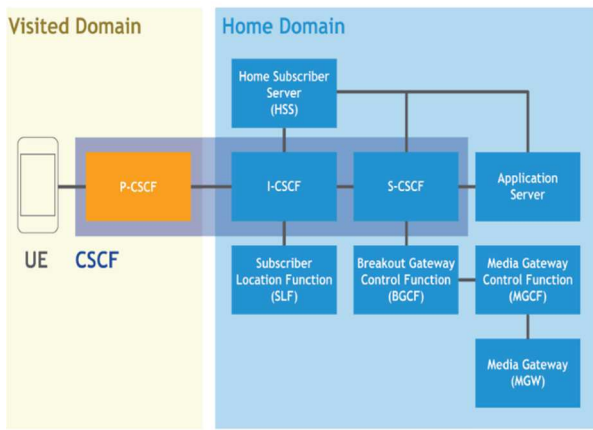 Visited Domain
Home Domain
Home Subscriber
Server
(HSS)
P-CSCF
I-CSCF
S-CSCF
Application
Server
UE
CSCF
Subscriber
Location Function
(SLF)
Breakout Gateway
Control Function
(BGCF)
Media Gateway
Control Function
(MGCF)
Media Gateway
(MGW)